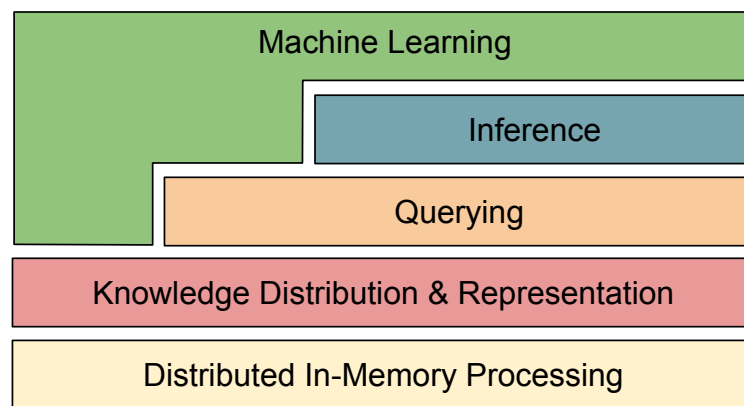 Machine Learning
Inference
Querying
Knowledge Distribution & Representation
Distributed In-Memory Processing